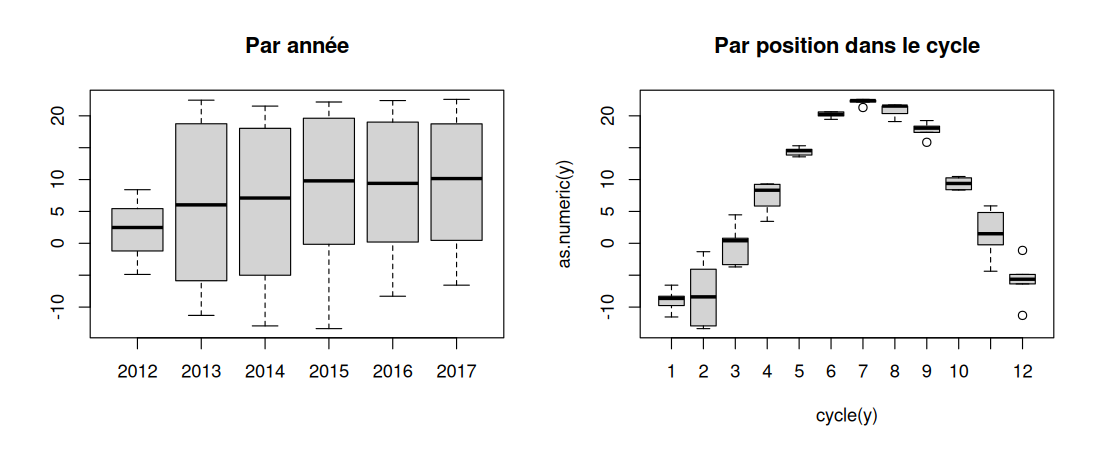 Par année
20
10
5
0
-10
2012 2013 2014 2015 2016 2017
Par position dans le cycle
as.numeric(y)
20
10
5
0
-10
1 2 3 4 5 6 7 8 9 10 12
cycle(y)